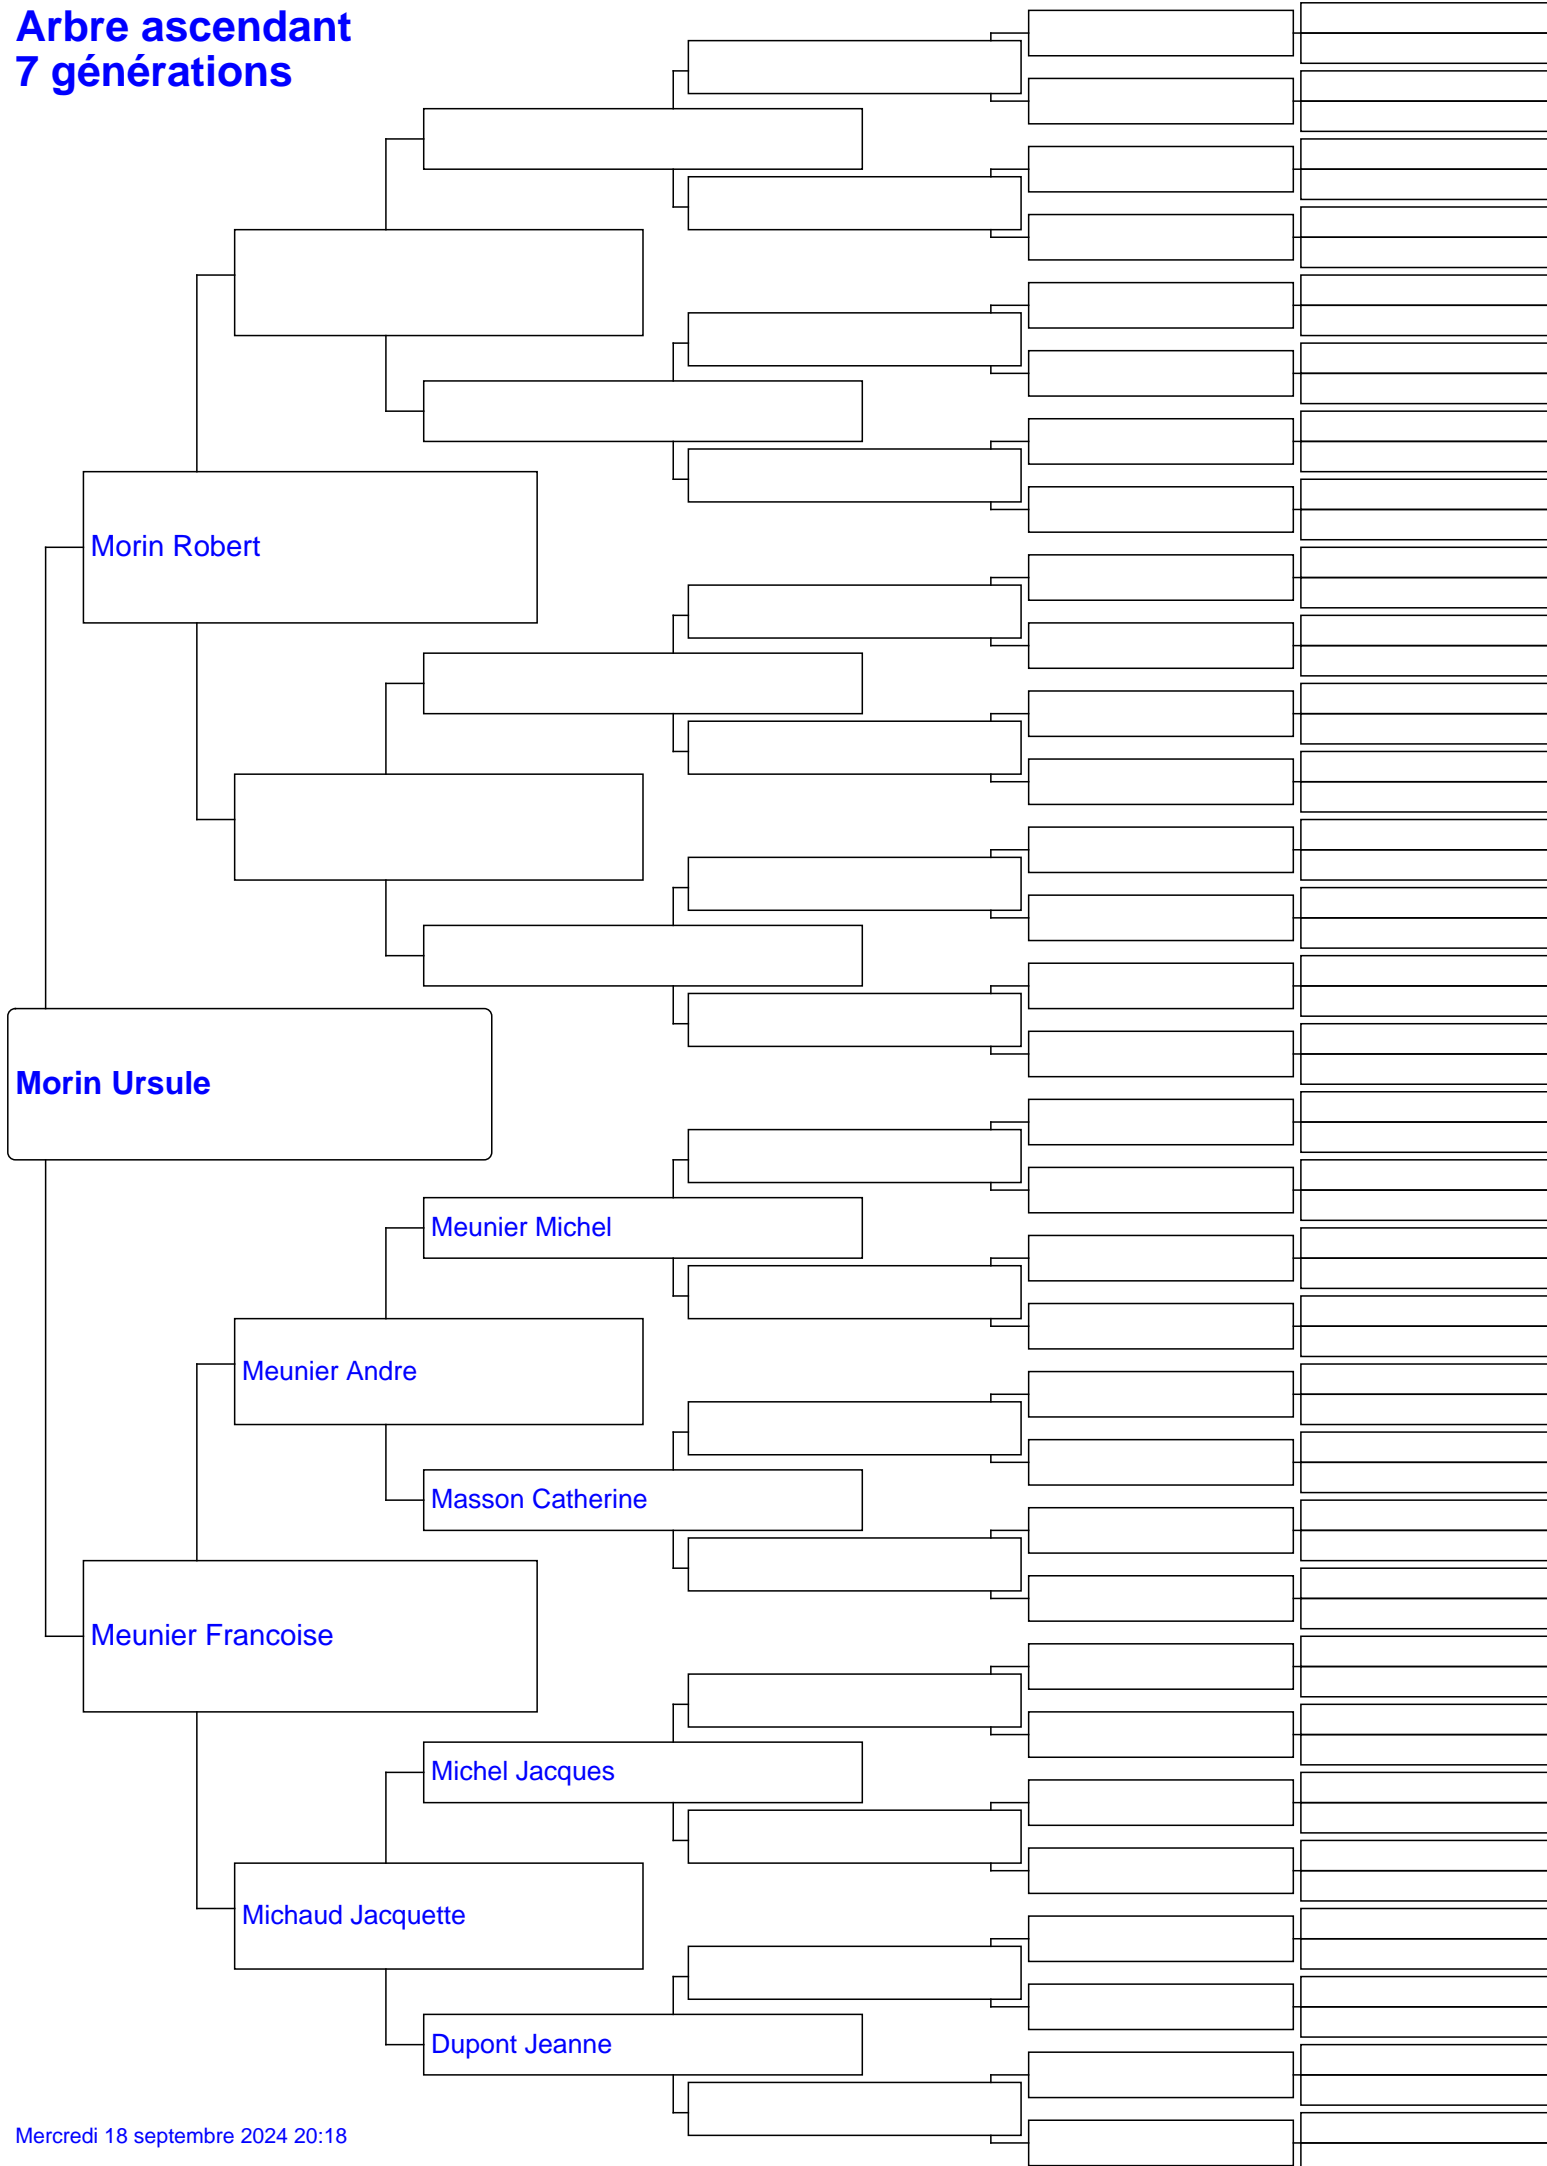 Arbre ascendant
7 générations
Morin Robert
Morin Ursule
Meunier Michel
Meunier Andre
Masson Catherine
Meunier Francoise
Michel Jacques
Michaud Jacquette
Dupont Jeanne
Mercredi 18 septembre 2024 20:18